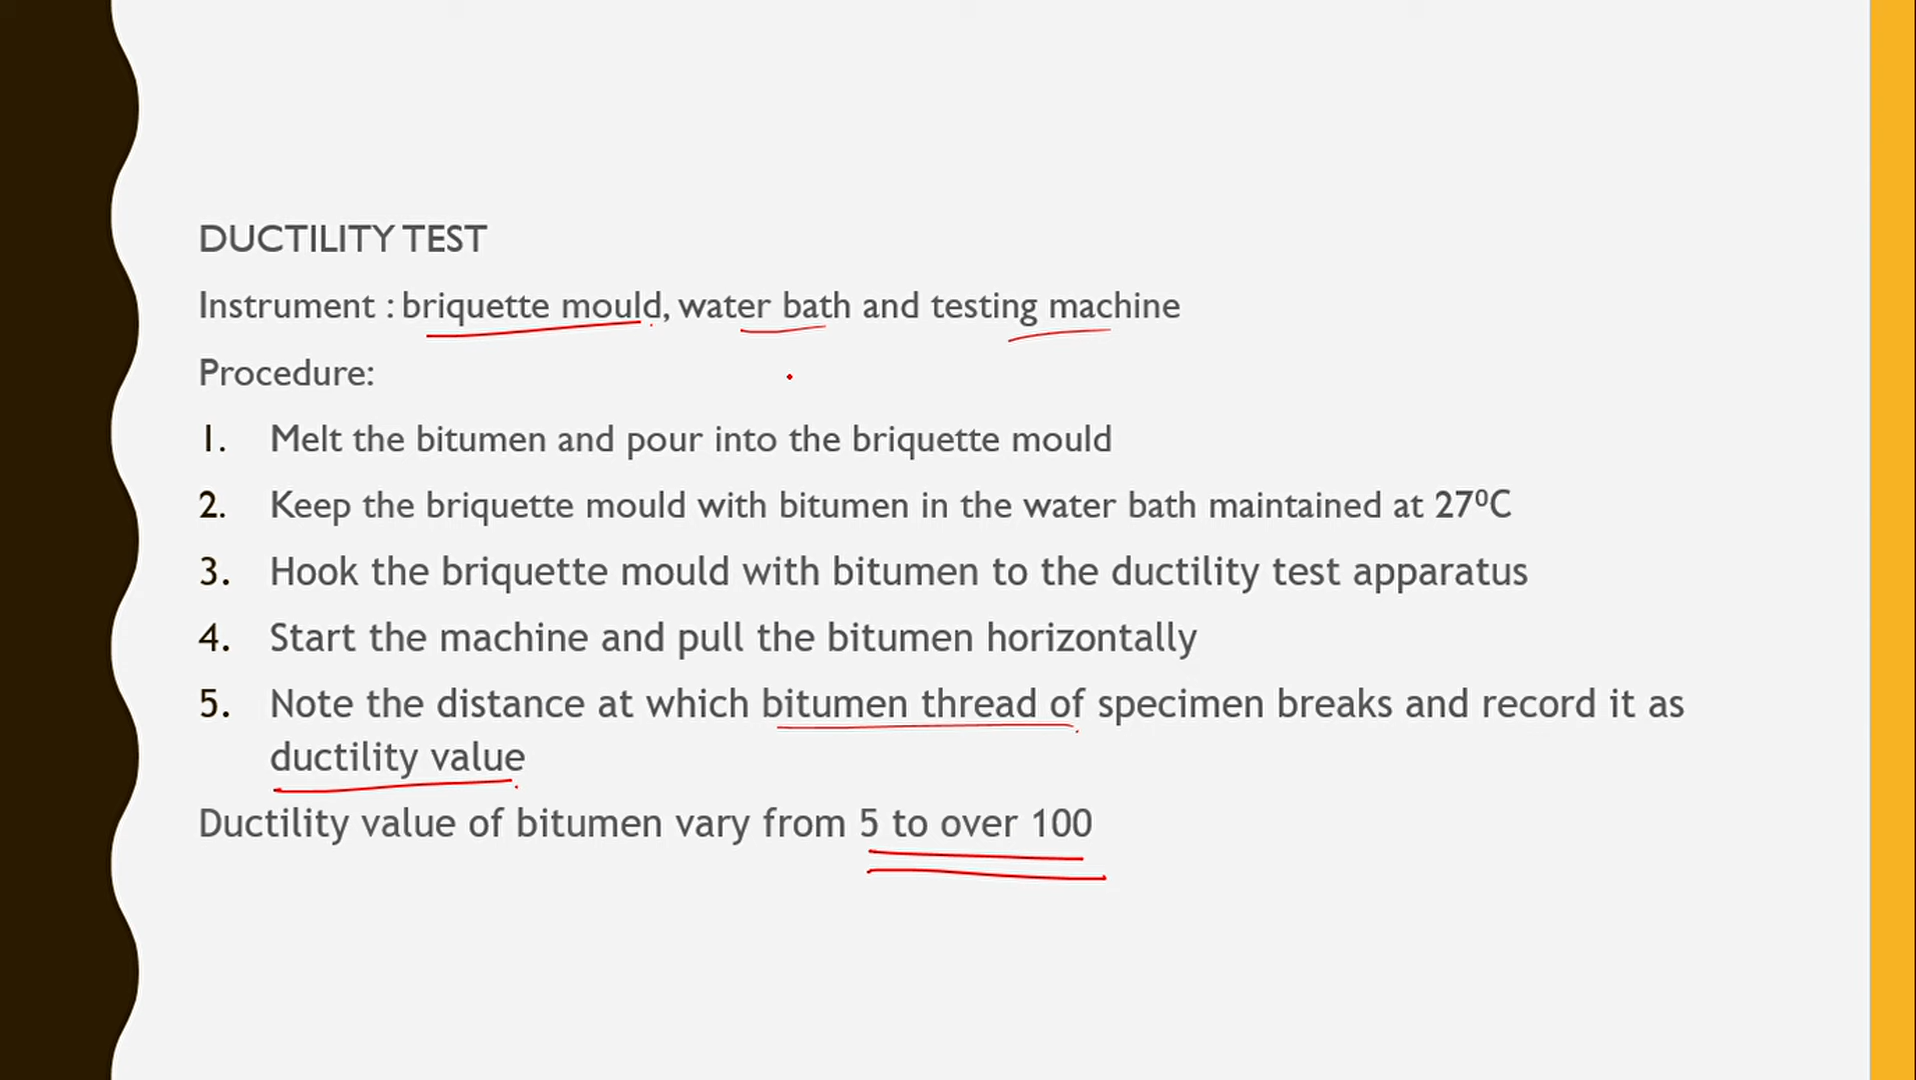 DUCTILITY TEST
Instrument : briquette mould, water bath and testing machine
Procedure:
1. Melt the bitumen and pour into the briquette mould
2. Keep the briquette mould with bitumen in the water bath maintained at 27⁰C
3. Hook the briquette mould with bitumen to the ductility test apparatus
4. Start the machine and pull the bitumen horizontally
5. Note the distance at which bitumen thread of specimen breaks and record it as
ductility value
Ductility value of bitumen vary from 5 to over 100